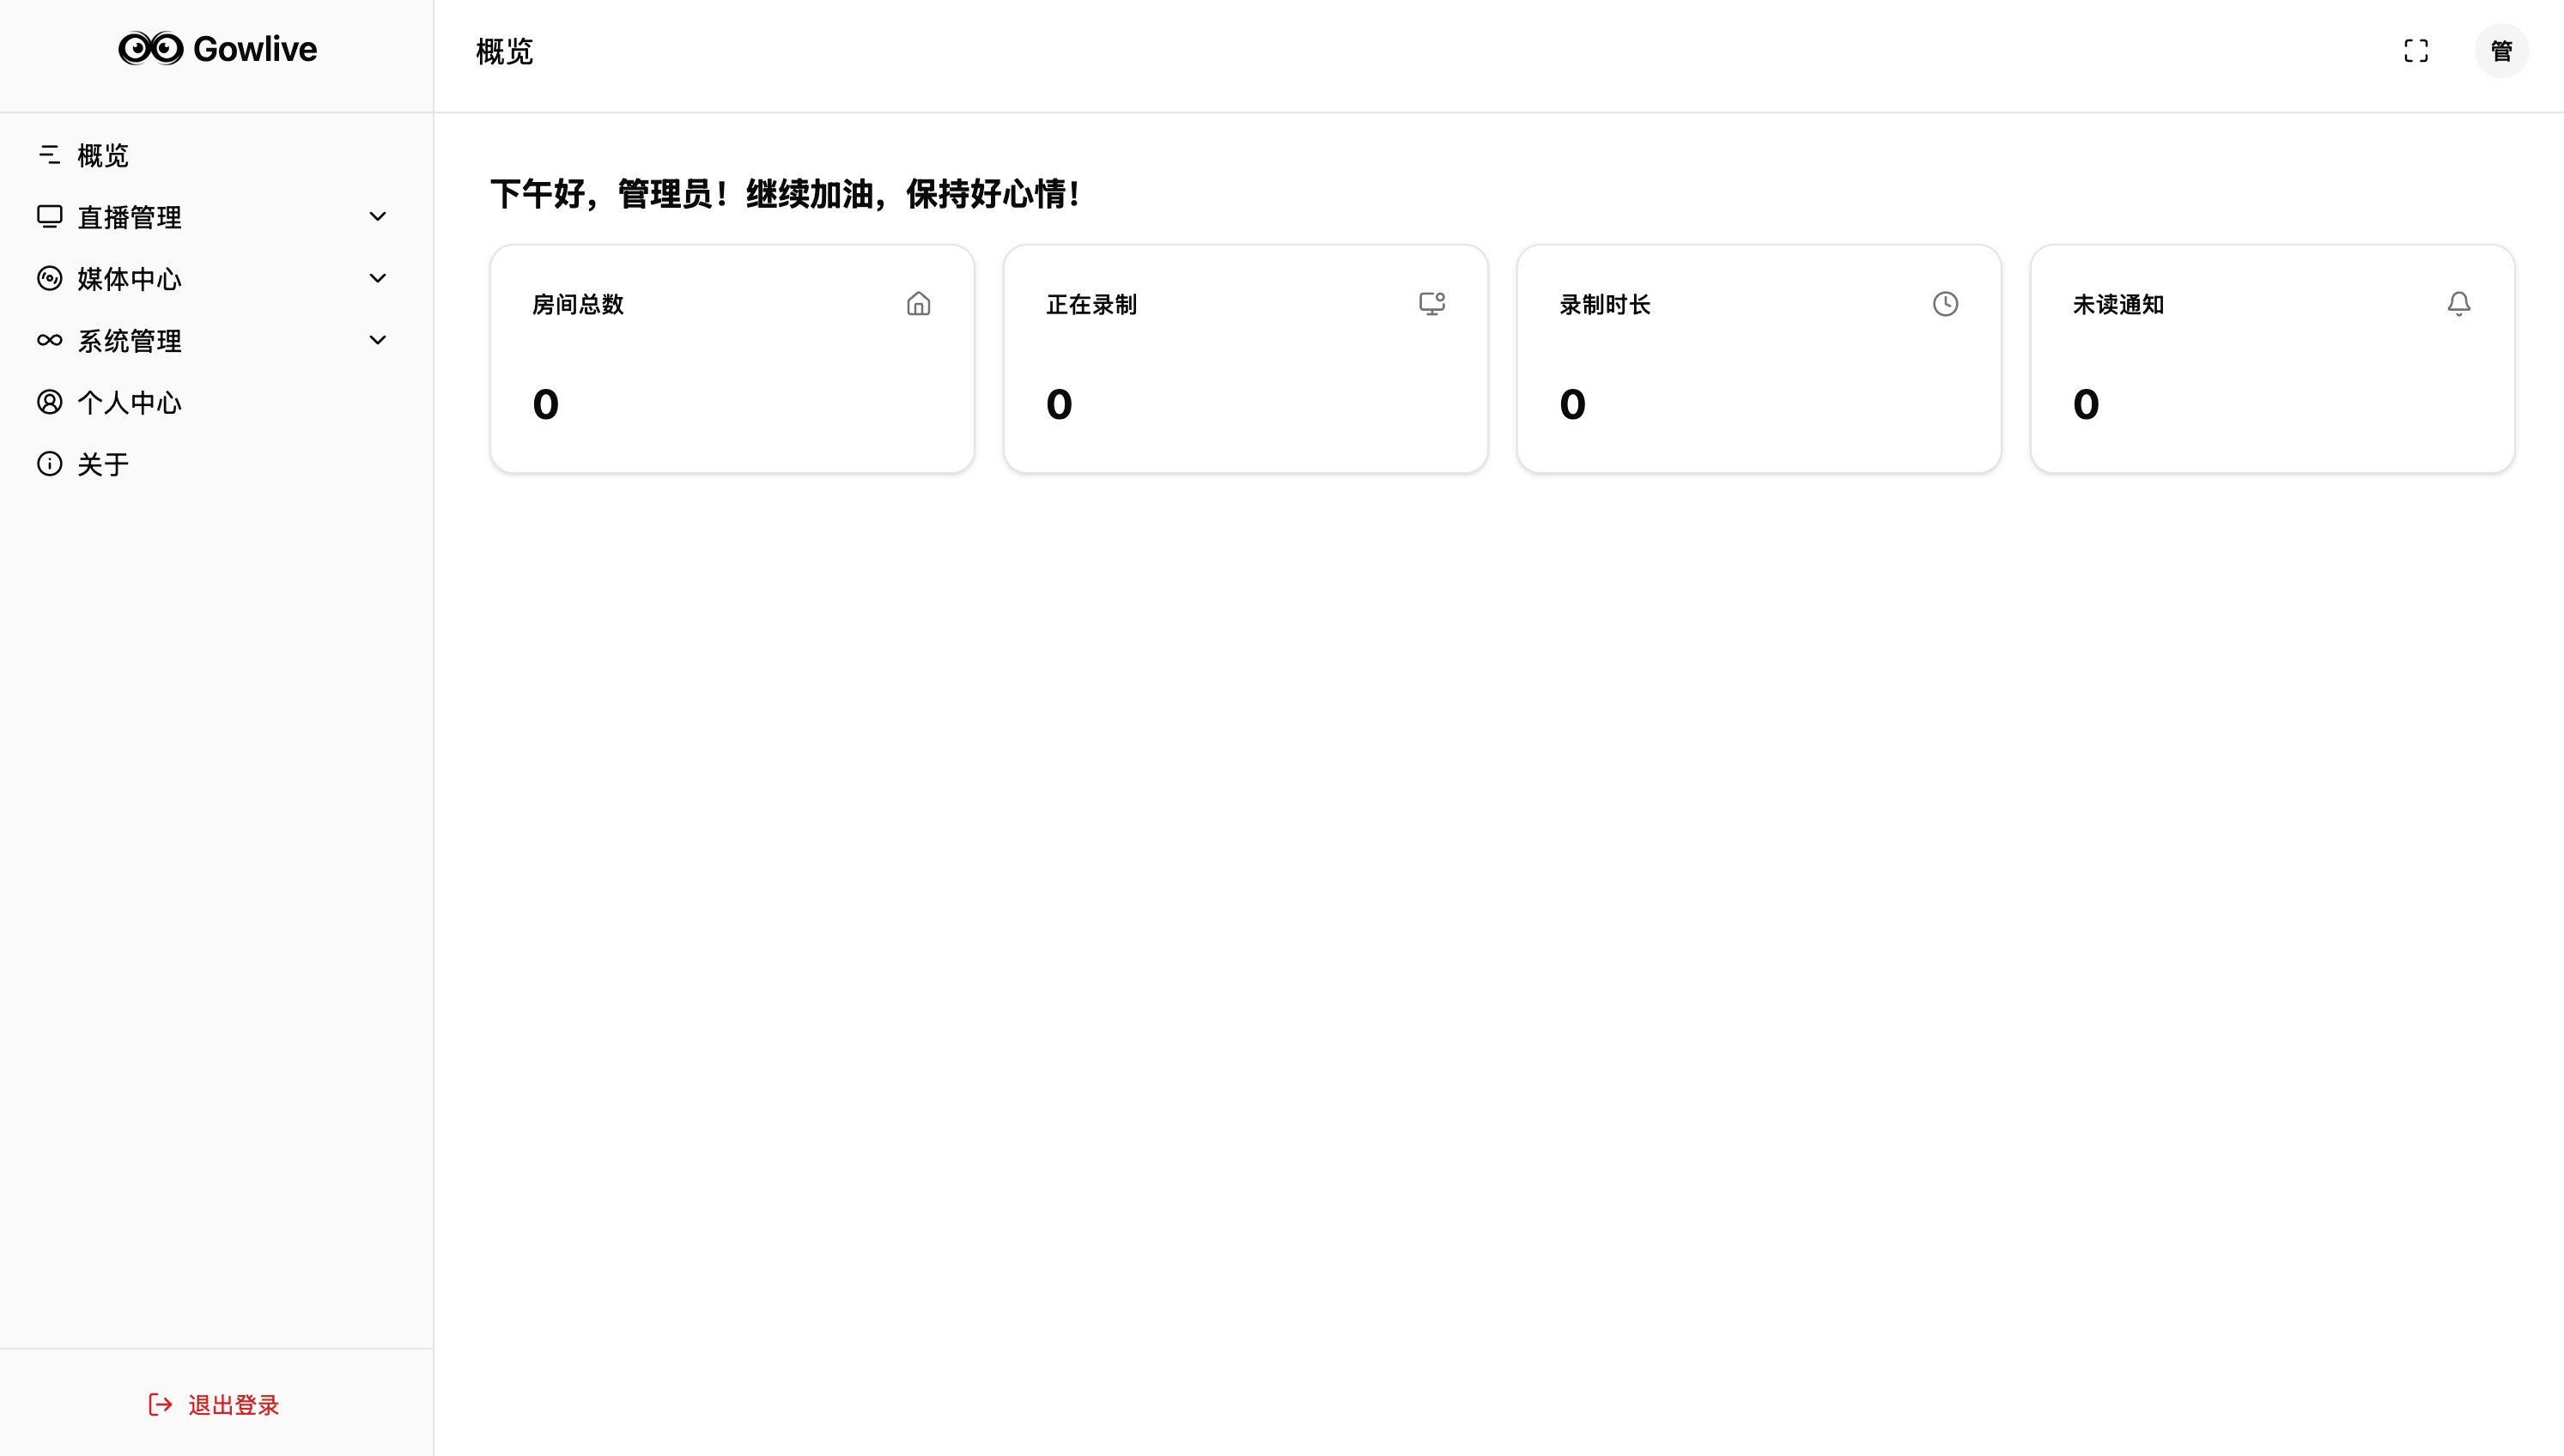 Gowlive
概览
管
概览
直播管理
媒体中心
系统管理
个人中心
关于
下午好，管理员！继续加油，保持好心情！
房间总数
0
正在录制
0
录制时长
0
未读通知
0
退出登录